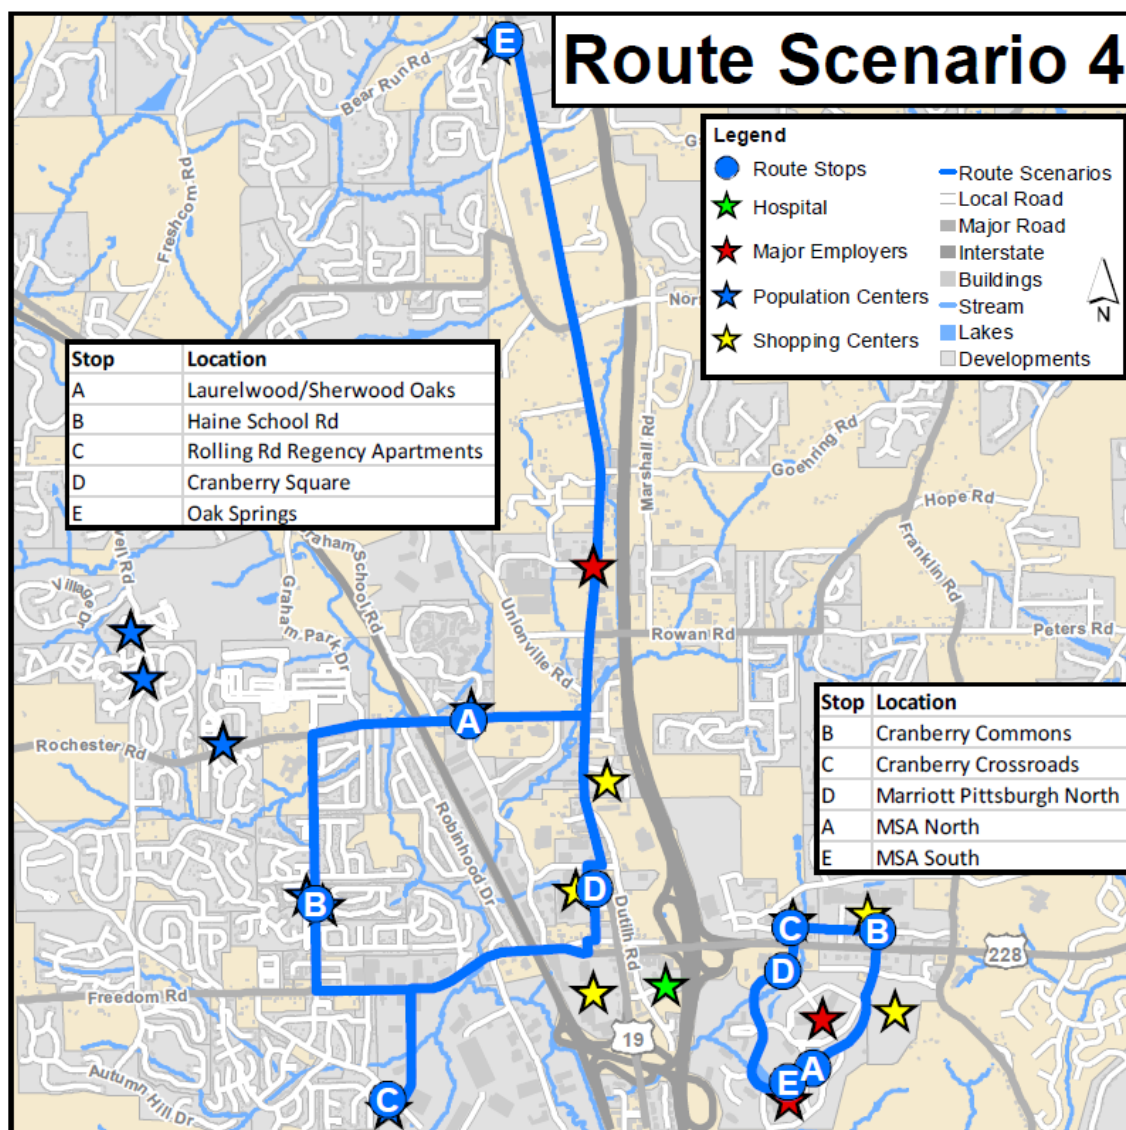 Route Scenario 4
Legend
Route Stops
Hospital
Major Employers
Population Centers
Shopping Centers
Route Scenarios
Local Road
Major Road
Interstate
Buildings
Stream
Lakes
Developments
N
E
Bear Run Rd
Freshcorn Rd
Stop Location
A Laurelwood/Sherwood Oaks
B Haine School Rd
C Rolling Rd Regency Apartments
D Cranberry Square
E Oak Springs
Marshall Rd
Goehring Rd
Hope Rd
Franklin Rd
Village Dr
Graham Park Dr
Unionville Rd
Rowan Rd
Peters Rd
Rochester Rd
A
Robinhood Dr
Stop Location
B Cranberry Commons
C Cranberry Crossroads
D Marriott Pittsburgh North
A MSA North
E MSA South
B
D
Dutilh Rd
C
B
D
228
Freedom Rd
19
A
E
C
Autumn Hill Dr